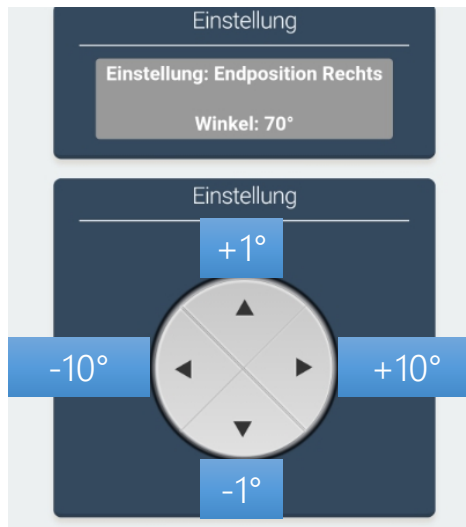 Einstellung
Einstellung: Endposition Rechts
Winkel: 70°
Einstellung
+1°
-10°
+10°
-1°